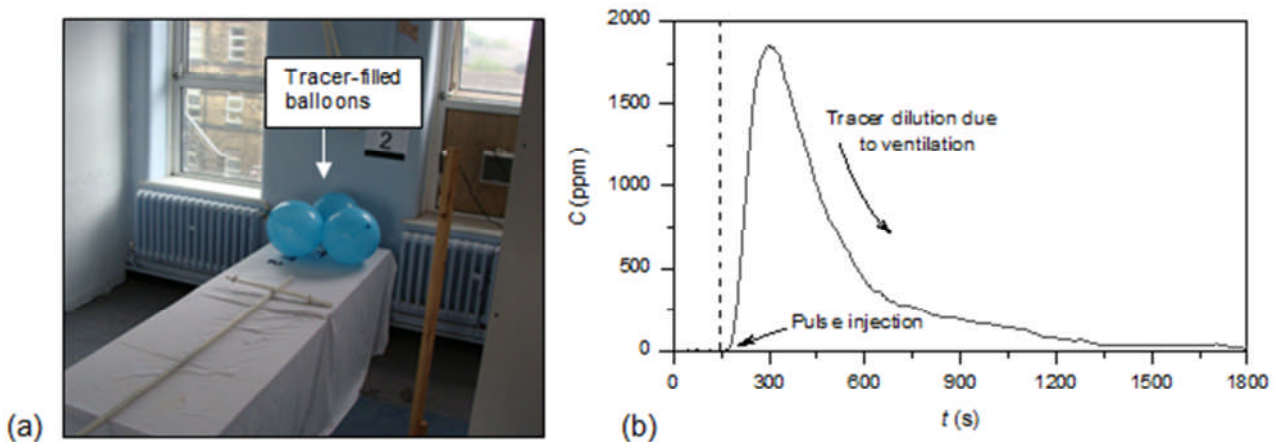 Tracer-filled
balloons
2
(a)
2000
1500
1000
500
0
C (ppm)
Tracer dilution due
to ventilation
Pulse injection
0 300 600 900 1200 1500 1800
t (s)
(b)